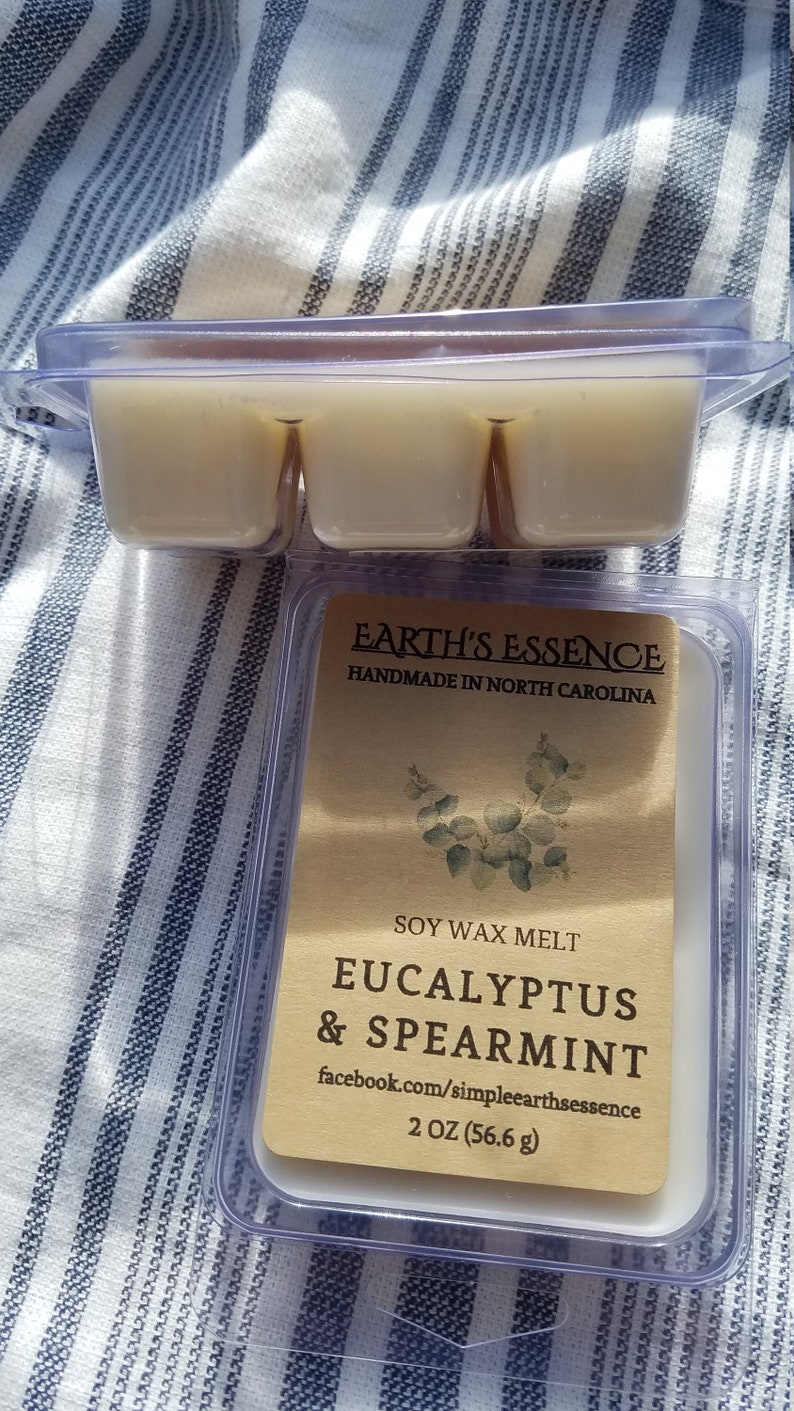 EARTH'S ESSENCE
HANDMADE IN NORTH CAROLINA
SOY WAX MELT
EUCALYPTUS
& SPEARMINT
facebook.com/simpleearthsessence
2 OZ (56.6 g)